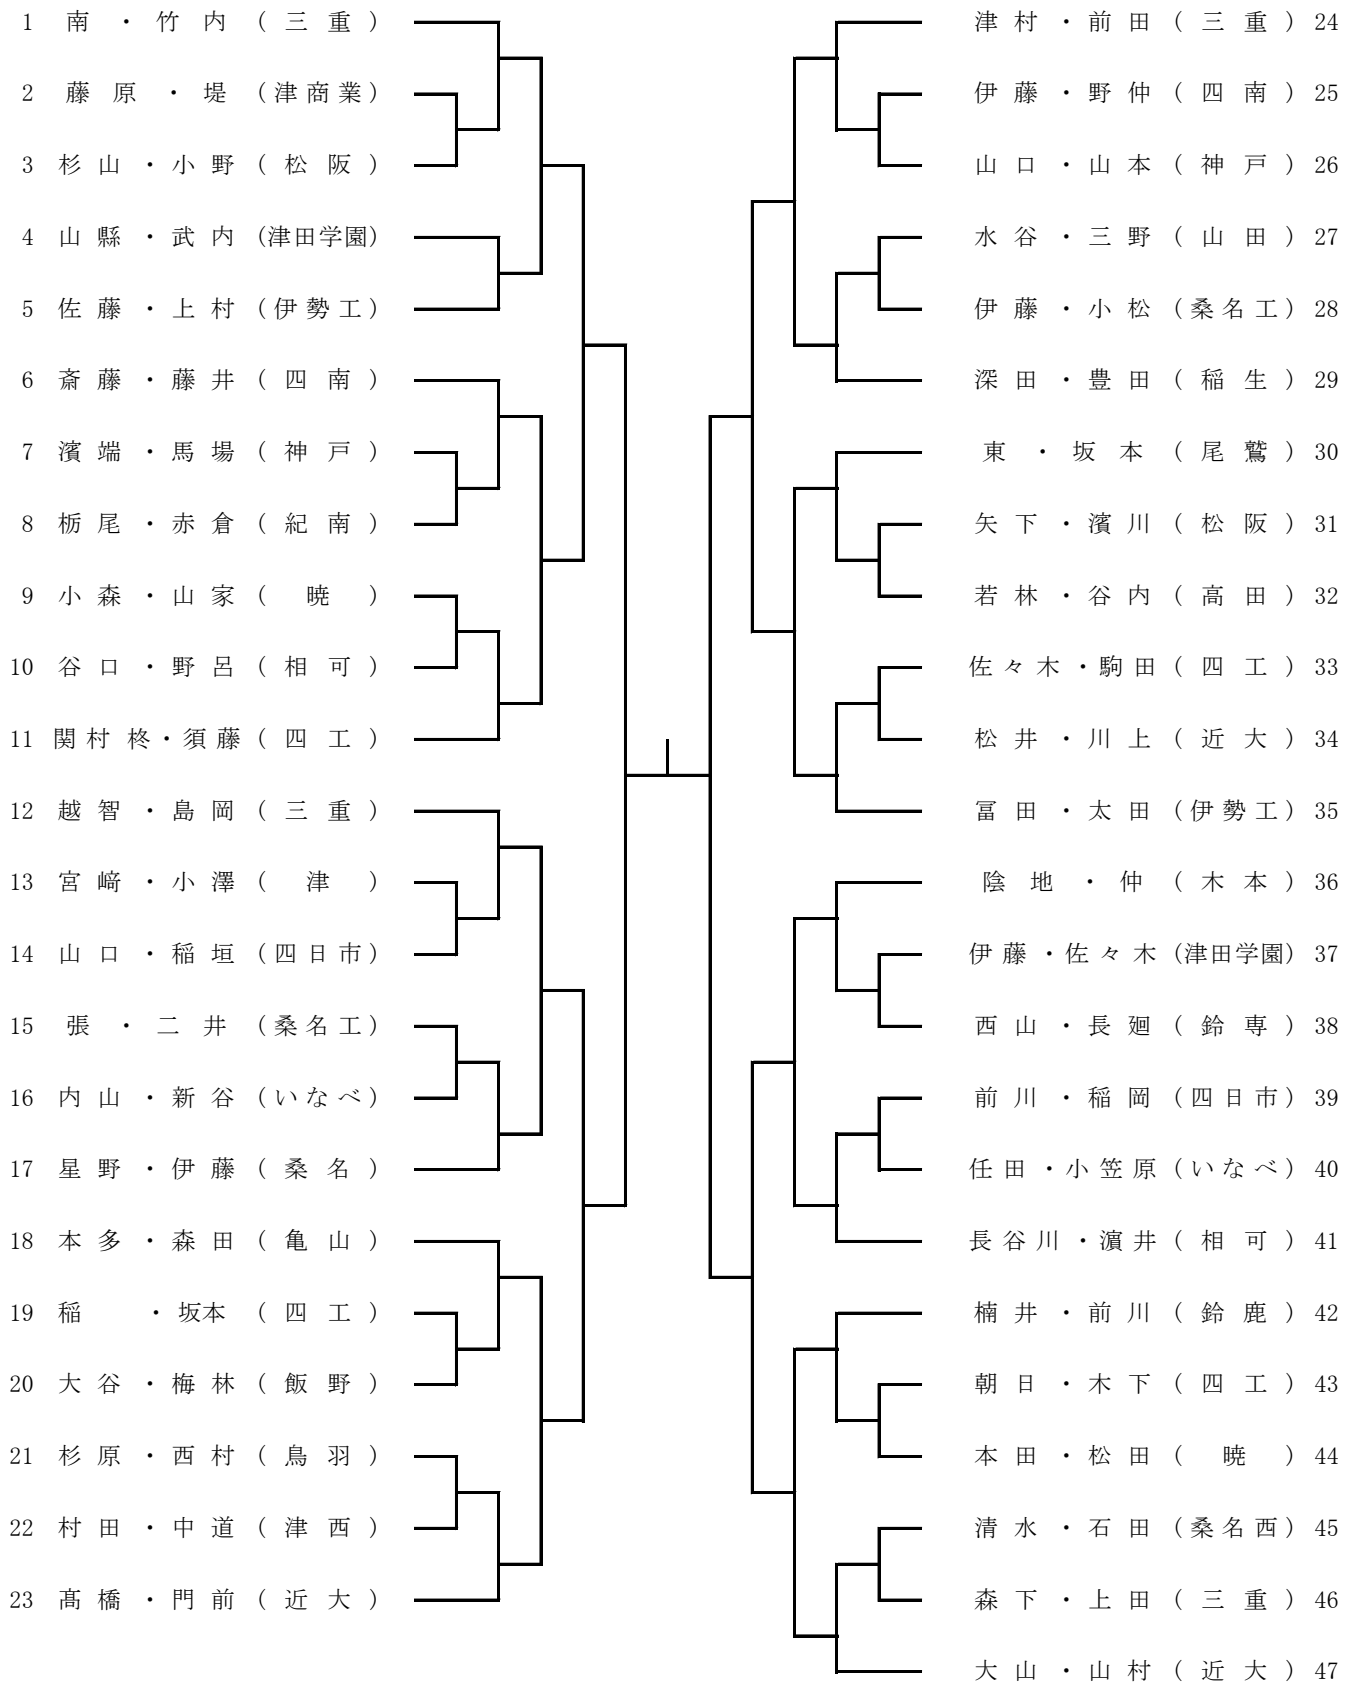 1 南・竹内(三重)
2 藤原・堤(津商業)
3 杉山・小野(松阪)
4 山縣・武内(津田学園)
5 佐藤・上村(伊勢工)
6 斎藤・藤井(四南)
7 濱端・馬場(神戸)
8 栃尾・赤倉(紀南)
9 小森・山家(暁)
10 谷口・野呂(相可)
11 関村柊・須藤(四工)
12 越智・島岡(三重)
13 宮﨑・小澤(津)
14 山口・稲垣(四日市)
15 張・二井(桑名工)
16 内山・新谷(いなべ)
17 星野・伊藤(桑名)
18 本多・森田(亀山)
19 稲・坂本(四工)
20 大谷・梅林(飯野)
21 杉原・西村(鳥羽)
22 村田・中道(津西)
23 髙橋・門前(近大)
津村・前田(三重) 24
伊藤・野仲(四南) 25
山口・山本(神戸) 26
水谷・三野(山田) 27
伊藤・小松(桑名工) 28
深田・豊田(稲生) 29
東・坂本(尾鷲) 30
矢下・濱川(松阪) 31
若林・谷内(高田) 32
佐々木・駒田(四工) 33
松井・川上(近大) 34
冨田・太田(伊勢工) 35
陰地・仲(木本) 36
伊藤・佐々木(津田学園) 37
西山・長廻(鈴専) 38
前川・稲岡(四日市) 39
任田・小笠原(いなべ) 40
長谷川・濵井(相可) 41
楠井・前川(鈴鹿) 42
朝日・木下(四工) 43
本田・松田(暁) 44
清水・石田(桑名西) 45
森下・上田(三重) 46
大山・山村(近大) 47